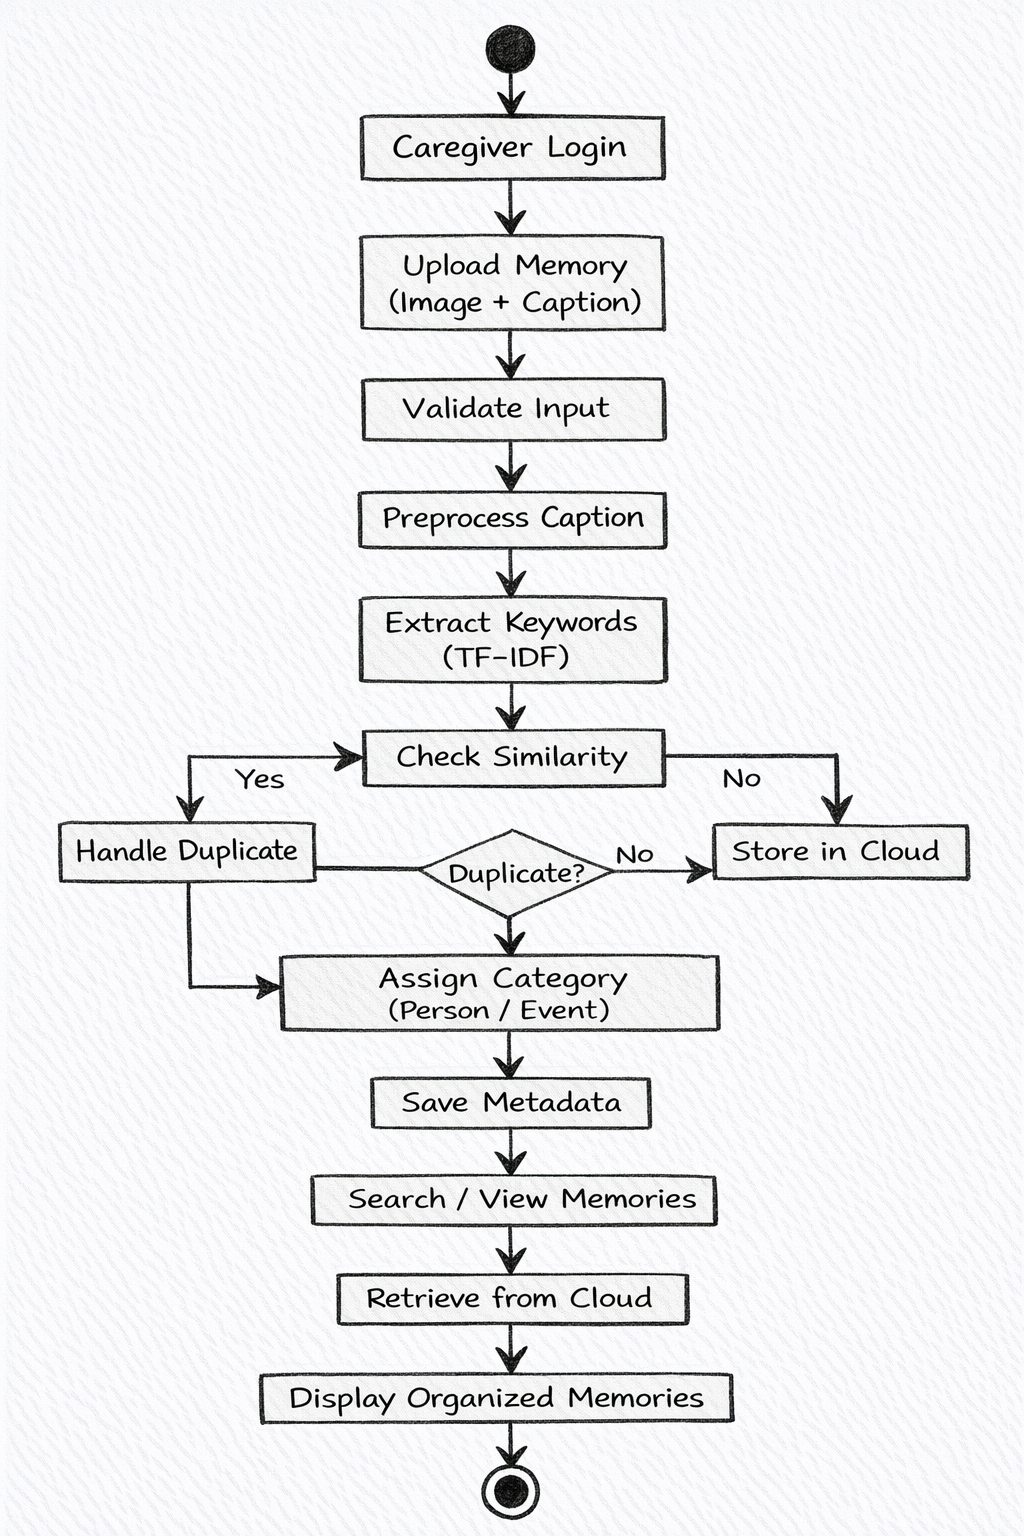 Caregiver Login
Upload Memory
(Image + Caption)
Validate Input
Preprocess Caption
Extract Keywords
(TF-IDF)
Check Similarity
Yes
No
Handle Duplicate
Duplicate?
No
Store in Cloud
Assign Category
(Person / Event)
Save Metadata
Search / View Memories
Retrieve from Cloud
Display Organized Memories